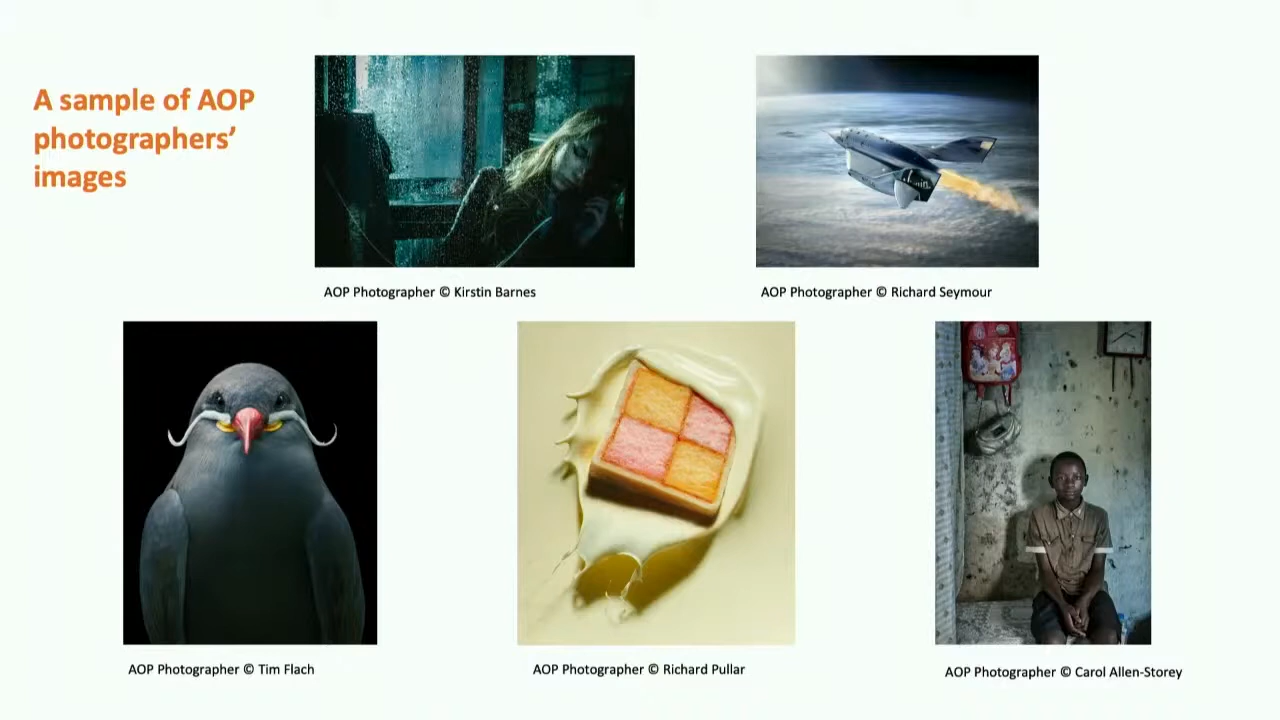 A sample of AOP
photographers’
images
AOP Photographer © Kirstin Barnes
AOP Photographer © Richard Seymour
AOP Photographer © Tim Flach
AOP Photographer © Richard Pullar
AOP Photographer © Carol Allen-Storey